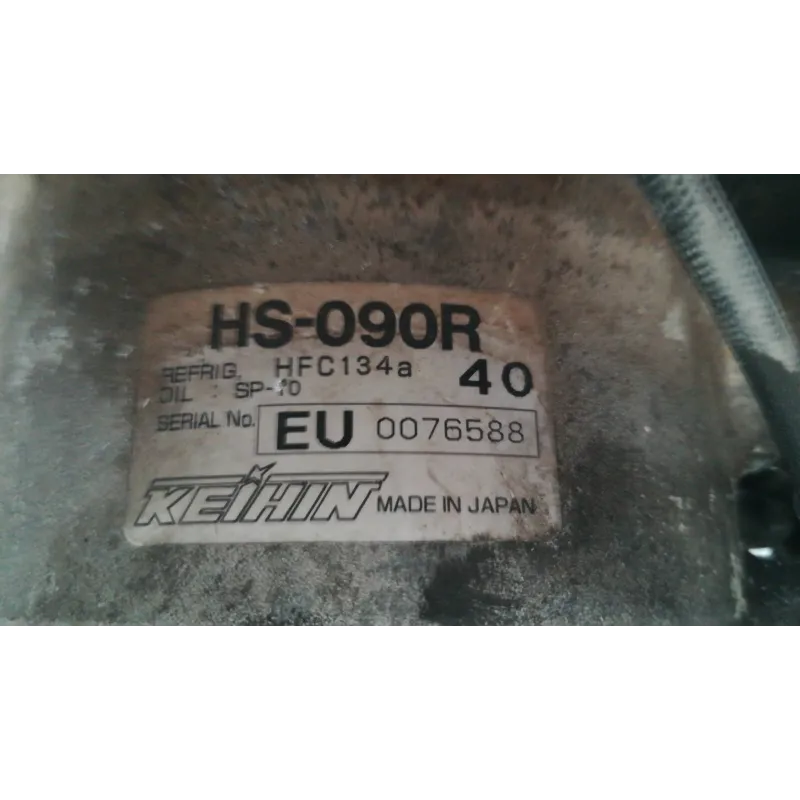 HS-090R
REFRIG. HFC134a 40
OIL : SP-10
SERIAL No. EU 0076588
KEIHIN MADE IN JAPAN